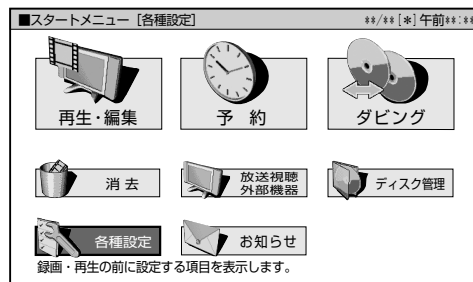 ■スタートメニュー [各種設定] **/** [*] 午前**:**
再生・編集
予 約
ダビング
消 去
放送視聴
外部機器
ディスク管理
各種設定
お知らせ
録画・再生の前に設定する項目を表示します。